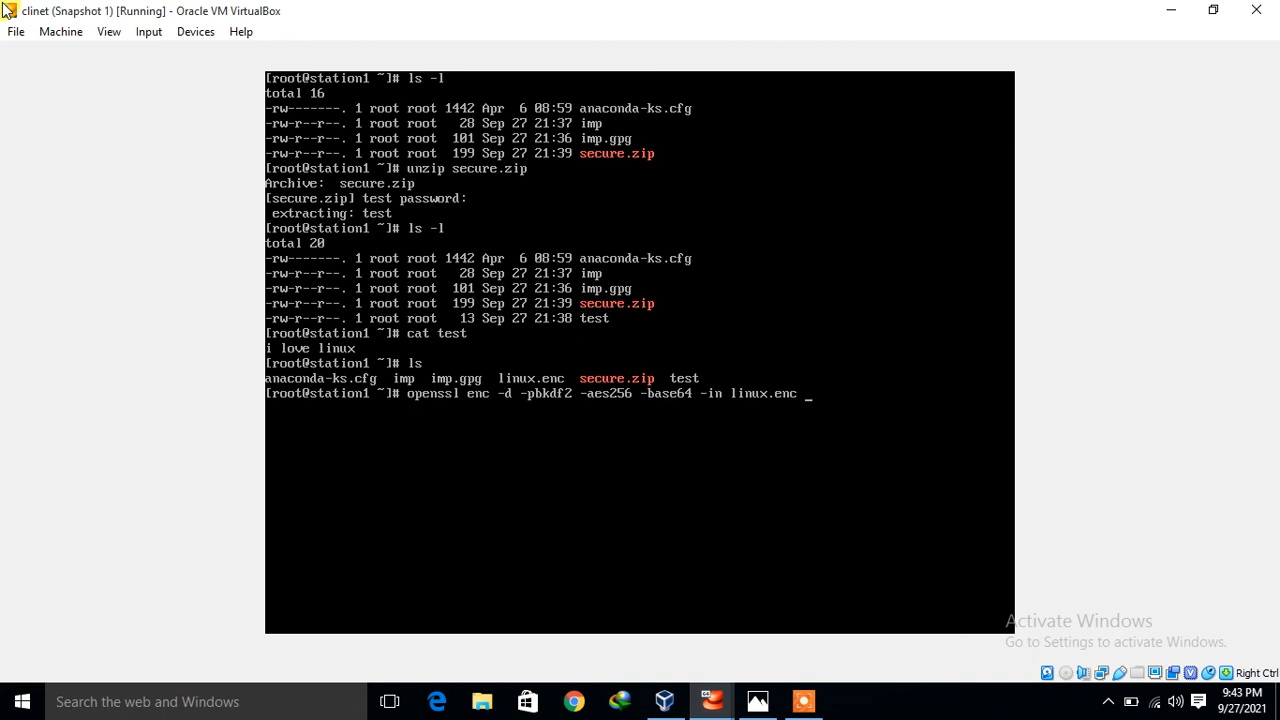 clinet (Snapshot 1) [Running] - Oracle VM VirtualBox
File Machine View Input Devices Help
[root@station1 ~]# ls -l
total 16
-rw-------. 1 root root 1442 Apr  6 08:59 anaconda-ks.cfg
-rw-r--r--. 1 root root   28 Sep 27 21:37 imp
-rw-r--r--. 1 root root  101 Sep 27 21:36 imp.gpg
-rw-r--r--. 1 root root  199 Sep 27 21:39 secure.zip
[root@station1 ~]# unzip secure.zip
Archive:  secure.zip
[secure.zip] test password:
 extracting: test
[root@station1 ~]# ls -l
total 20
-rw-------. 1 root root 1442 Apr  6 08:59 anaconda-ks.cfg
-rw-r--r--. 1 root root   28 Sep 27 21:37 imp
-rw-r--r--. 1 root root  101 Sep 27 21:36 imp.gpg
-rw-r--r--. 1 root root  199 Sep 27 21:39 secure.zip
-rw-r--r--. 1 root root   13 Sep 27 21:38 test
[root@station1 ~]# cat test
i love linux
[root@station1 ~]# ls
anaconda-ks.cfg  imp  imp.gpg  linux.enc  secure.zip  test
[root@station1 ~]# openssl enc -d -pbkdf2 -aes256 -base64 -in linux.enc _
Activate Windows
Go to Settings to activate Windows.
Right Ctrl
Search the web and Windows
9:43 PM
9/27/2021